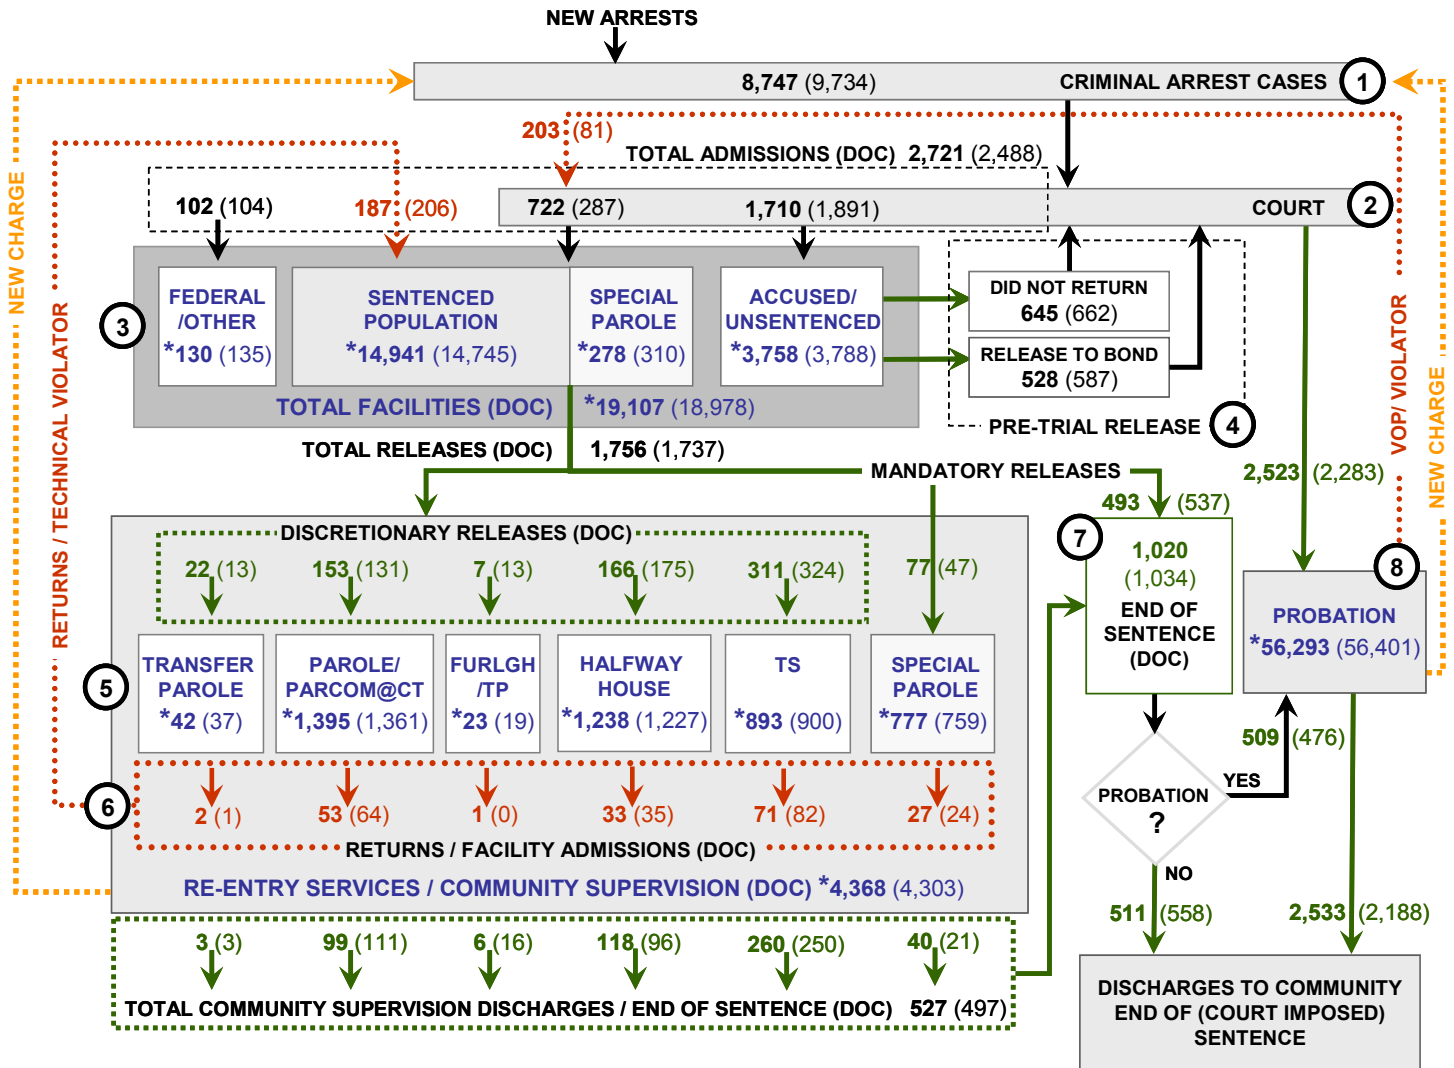 NEW ARRESTS
8,747 (9,734)
CRIMINAL ARREST CASES
1
203 (81)
TOTAL ADMISSIONS (DOC) 2,721 (2,488)
102 (104)
187 (206)
722 (287)
1,710 (1,891)
COURT
2
NEW CHARGE
RETURNS / TECHNICAL VIOLATOR
3
FEDERAL
/OTHER
*130 (135)
SENTENCED
POPULATION
*14,941 (14,745)
SPECIAL
PAROLE
*278 (310)
ACCUSED/
UNSENTENCED
*3,758 (3,788)
TOTAL FACILITIES (DOC) *19,107 (18,978)
DID NOT RETURN
645 (662)
RELEASE TO BOND
528 (587)
PRE-TRIAL RELEASE
4
VOP/ VIOLATOR
NEW CHARGE
TOTAL RELEASES (DOC) 1,756 (1,737)
MANDATORY RELEASES
2,523 (2,283)
493 (537)
DISCRETIONARY RELEASES (DOC)
22 (13)
153 (131)
7 (13)
166 (175)
311 (324)
77 (47)
7
1,020
(1,034)
END OF
SENTENCE
(DOC)
8
PROBATION
*56,293 (56,401)
5
TRANSFER
PAROLE
*42 (37)
PAROLE/
PARCOM@CT
*1,395 (1,361)
FURLGH
/TP
*23 (19)
HALFWAY
HOUSE
*1,238 (1,227)
TS
*893 (900)
SPECIAL
PAROLE
*777 (759)
509 (476)
YES
PROBATION
?
NO
6
2 (1)
53 (64)
1 (0)
33 (35)
71 (82)
27 (24)
RETURNS / FACILITY ADMISSIONS (DOC)
RE-ENTRY SERVICES / COMMUNITY SUPERVISION (DOC) *4,368 (4,303)
511 (558)
2,533 (2,188)
3 (3)
99 (111)
6 (16)
118 (96)
260 (250)
40 (21)
TOTAL COMMUNITY SUPERVISION DISCHARGES / END OF SENTENCE (DOC) 527 (497)
DISCHARGES TO COMMUNITY
END OF (COURT IMPOSED)
SENTENCE